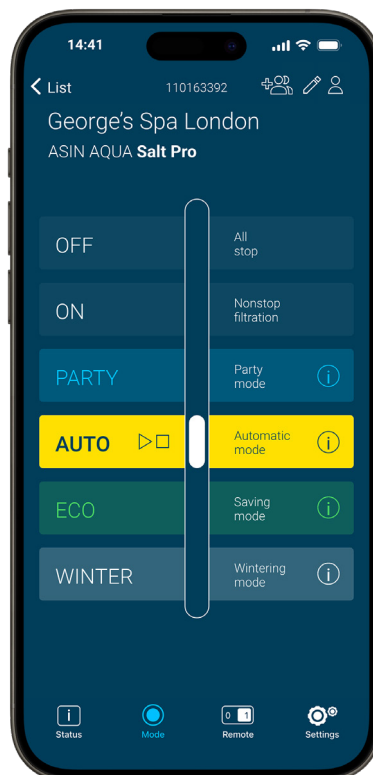 14:41
List
110163392
George's Spa London
ASIN AQUA Salt Pro
OFF
All
stop
ON
Nonstop
filtration
PARTY
Party
mode
AUTO
Automatic
mode
ECO
Saving
mode
WINTER
Wintering
mode
0 1
Status
Mode
Remote
Settings